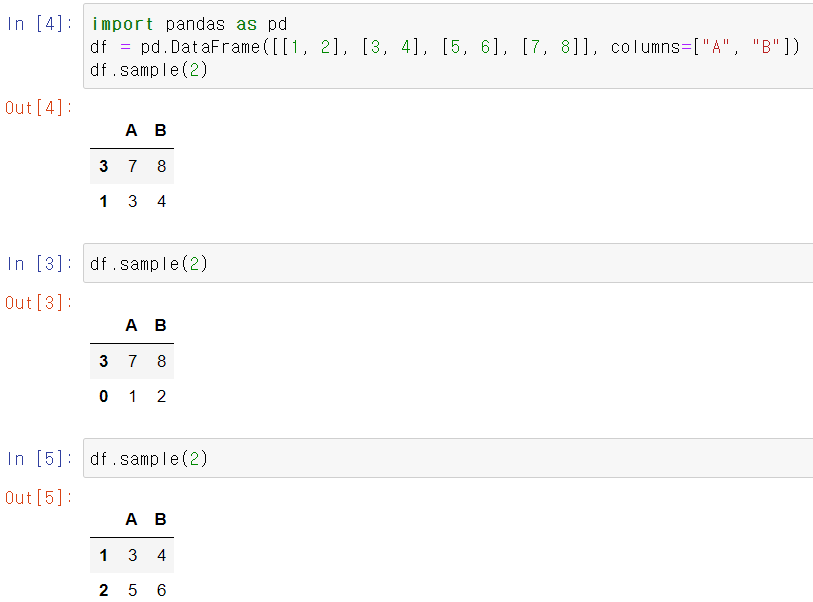 In [4]: import pandas as pd
df = pd.DataFrame([[1, 2], [3, 4], [5, 6], [7, 8]], columns=["A", "B"])
df.sample(2)
Out[4]:
A B
3 7 8
1 3 4
In [3]: df.sample(2)
Out[3]:
A B
3 7 8
0 1 2
In [5]: df.sample(2)
Out[5]:
A B
1 3 4
2 5 6